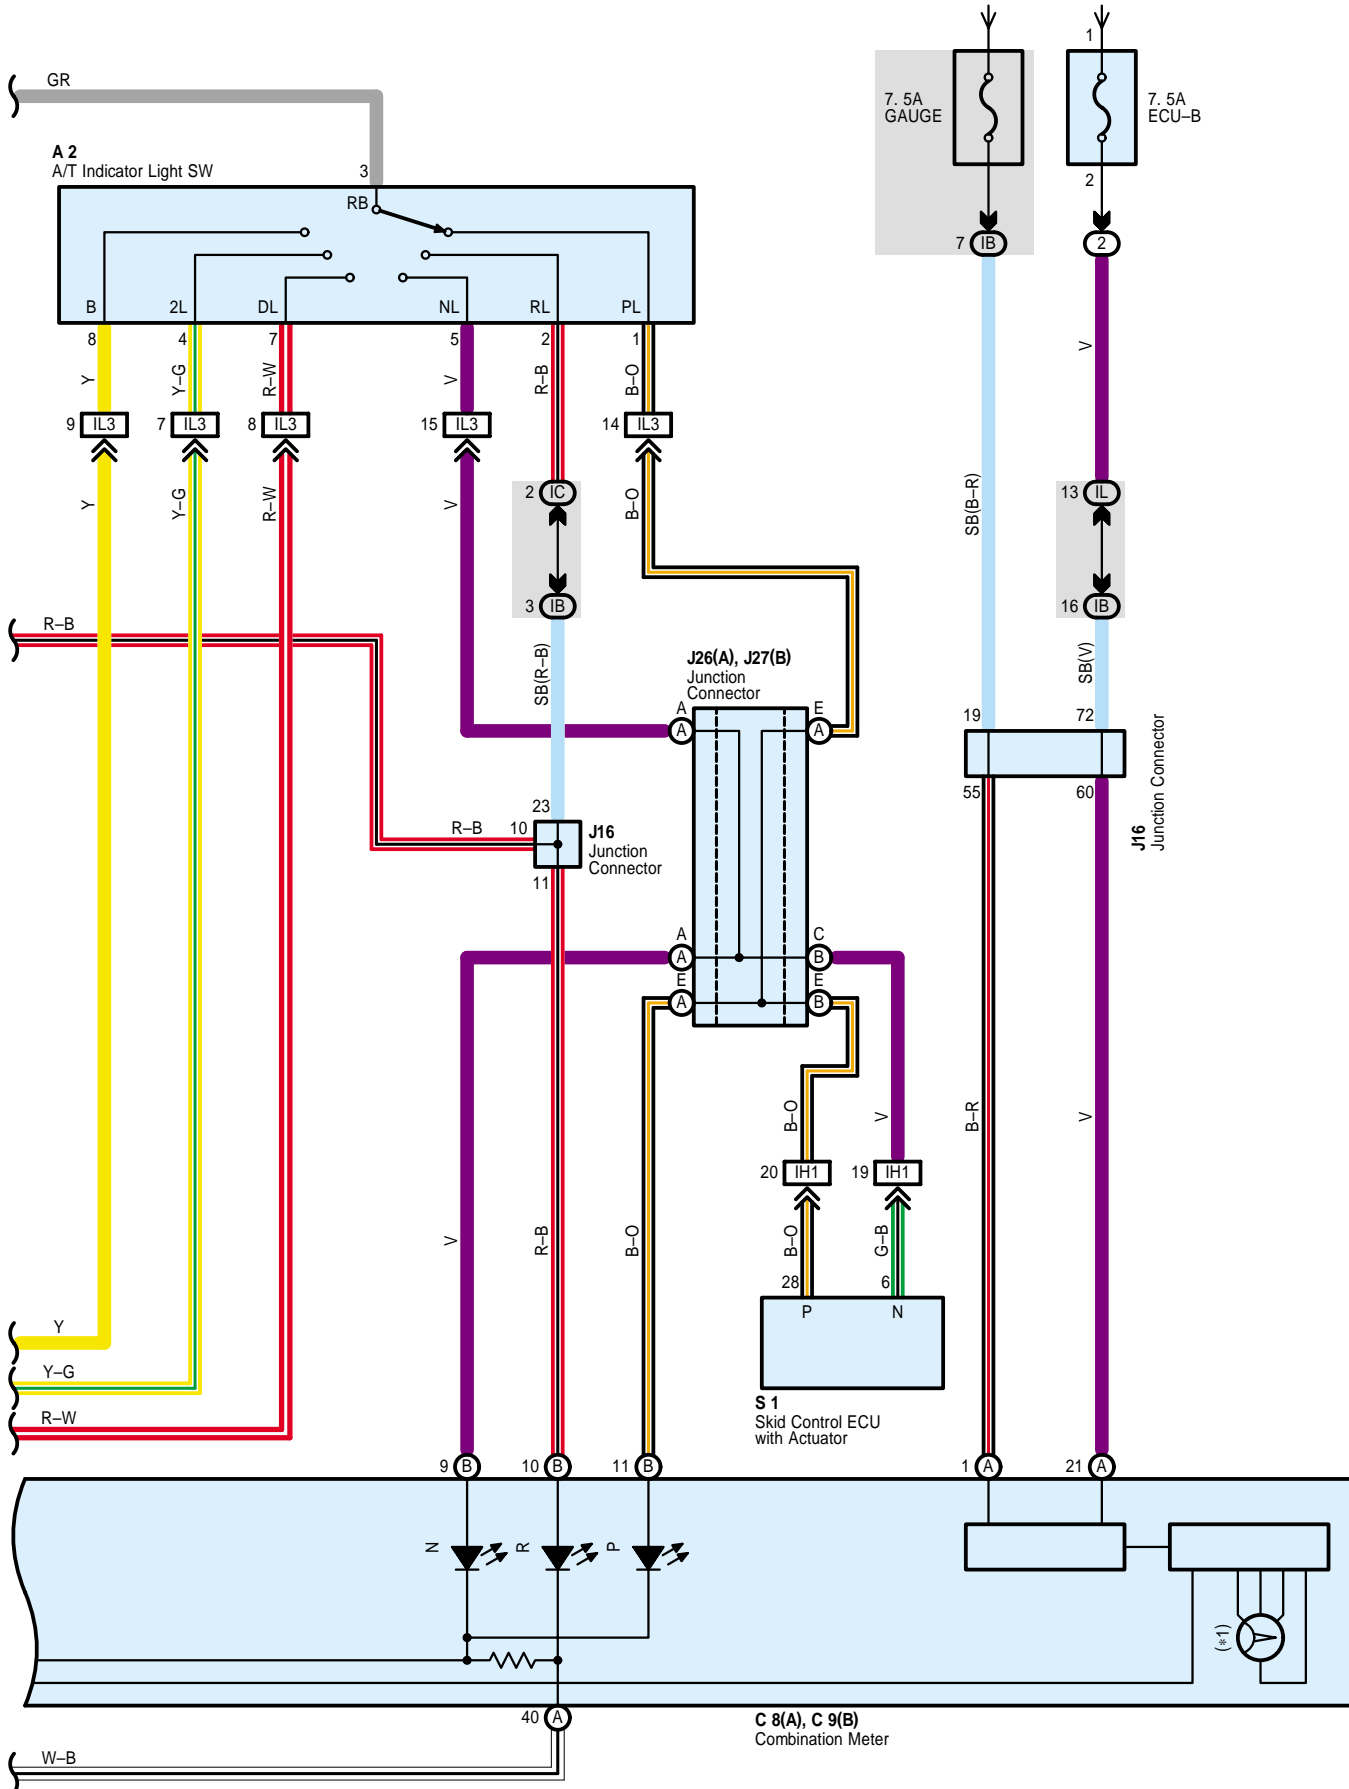 1
GR
7. 5A
GAUGE
7. 5A
ECU–B
A 2
A/T Indicator Light SW
3
2
RB
7 IB
2
B
2L
DL
NL
RL
PL
8
4
7
5
2
1
Y
Y–G
R–W
V
R–B
B–O
V
9 IL3
7 IL3
8 IL3
15 IL3
14 IL3
2 IC
13 IL
Y
Y–G
R–W
V
B–O
SB(B–R)
3 IB
16 IB
R–B
SB(R–B)
SB(V)
J26(A), J27(B)
Junction
Connector
A
E
A
A
19
72
23
R–B
10
J16
Junction
Connector
11
55
60
J16
Junction Connector
A
C
A
B
E
E
A
B
B–O
V
B–R
V
20 IH1
19 IH1
V
R–B
B–O
B–O
G–B
28
6
P
N
Y
Y–G
S 1
Skid Control ECU
with Actuator
R–W
9 B
10 B
11 B
1 A
21 A
N
R
P
(*1)
40 A
C 8(A), C 9(B)
Combination Meter
W–B